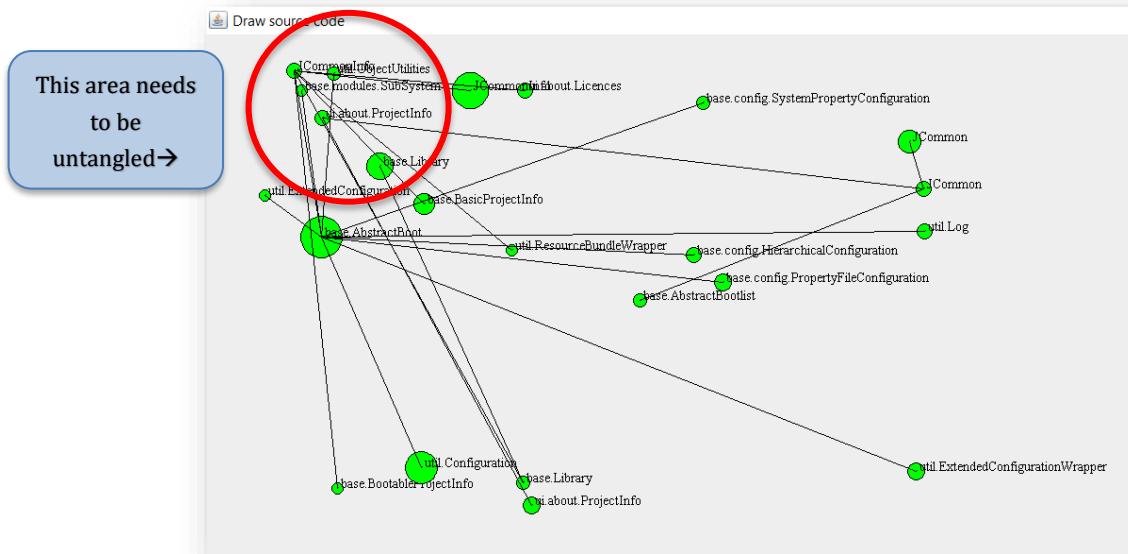 Draw source code
This area needs
to be
untangled→
JCommonInfo
util.ObjectUtilities
base.modules.SubSystem
JCommonInfo
ui.about.Licences
base.config.SystemPropertyConfiguration
ui.about.ProjectInfo
JCommon
base.Library
JCommon
util.ExtendedConfiguration
base.BasicProjectInfo
base.AbstractBoot
util.Log
util.ResourceBundleWrapper
base.config.HierarchicalConfiguration
base.config.PropertyFileConfiguration
base.AbstractBootlist
util.Configuration
util.ExtendedConfigurationWrapper
base.BootableProjectInfo
base.Library
ui.about.ProjectInfo